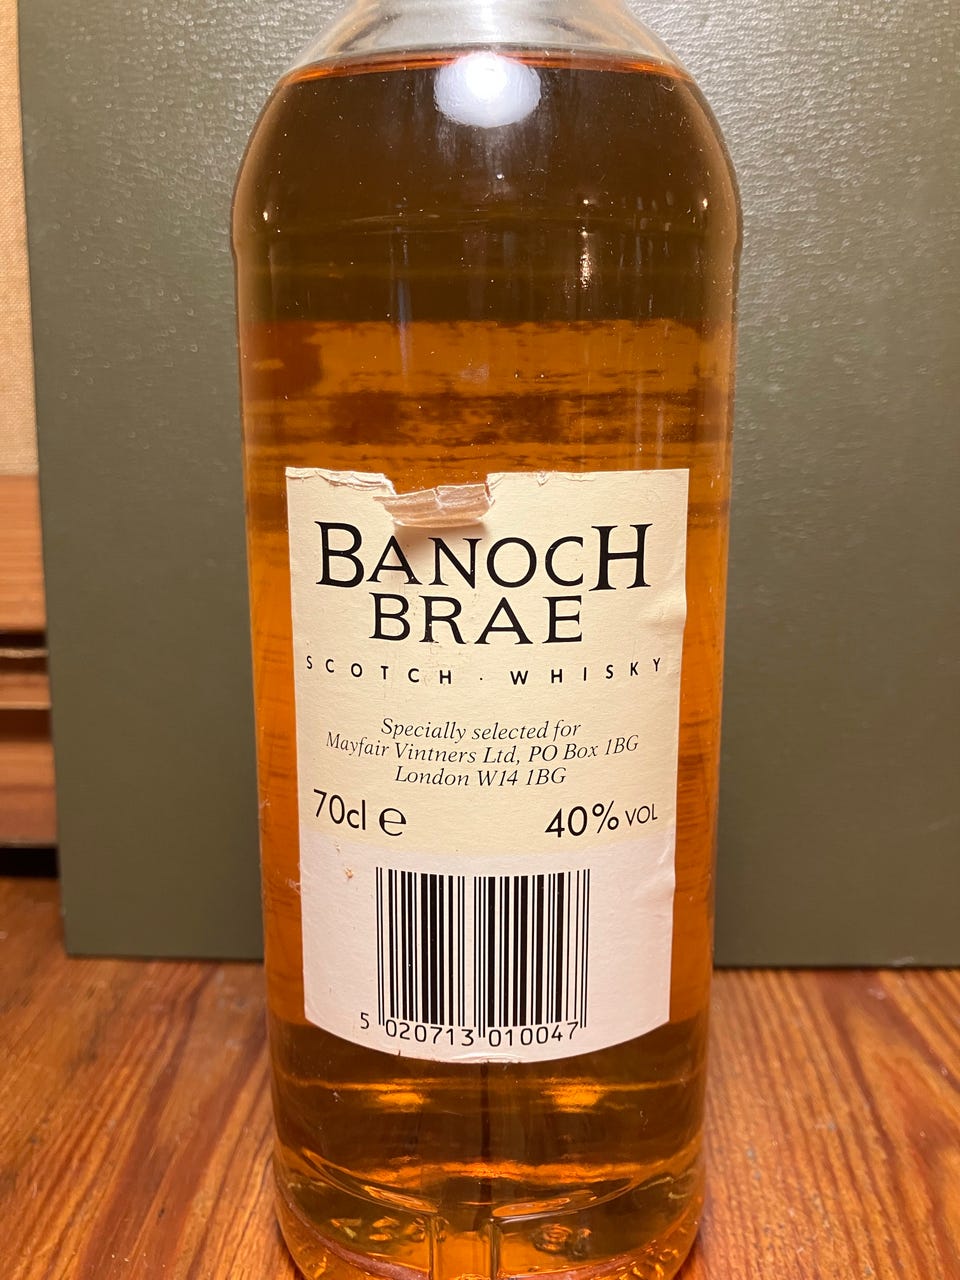 BANOCH
BRAE
SCOTCH · WHISKY
Specially selected for
Mayfair Vintners Ltd, PO Box 1BG
London W14 1BG
70cl ℮ 40% VOL
5 020713 010047